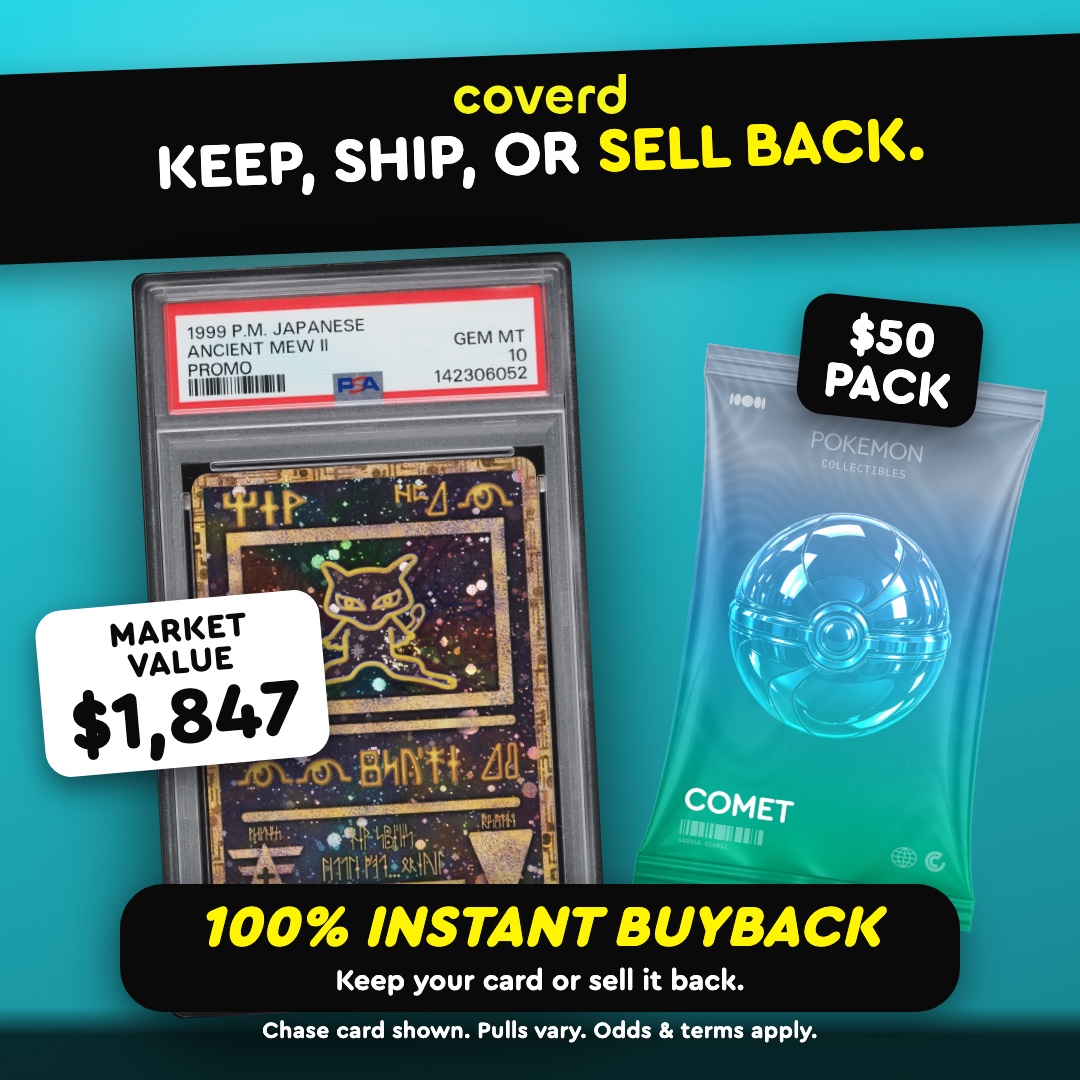 coverd
KEEP, SHIP, OR SELL BACK.
1999 P.M. JAPANESE
ANCIENT MEW II
PROMO
GEM MT
10
142306052
PSA
$50
PACK
POKEMON
COLLECTIBLES
MARKET
VALUE
$1,847
COMET
100% INSTANT BUYBACK
Keep your card or sell it back.
Chase card shown. Pulls vary. Odds & terms apply.